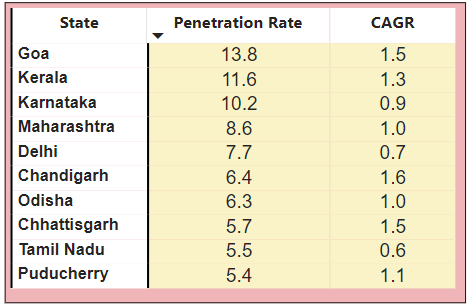 State Penetration Rate CAGR
Goa 13.8 1.5
Kerala 11.6 1.3
Karnataka 10.2 0.9
Maharashtra 8.6 1.0
Delhi 7.7 0.7
Chandigarh 6.4 1.6
Odisha 6.3 1.0
Chhattisgarh 5.7 1.5
Tamil Nadu 5.5 0.6
Puducherry 5.4 1.1